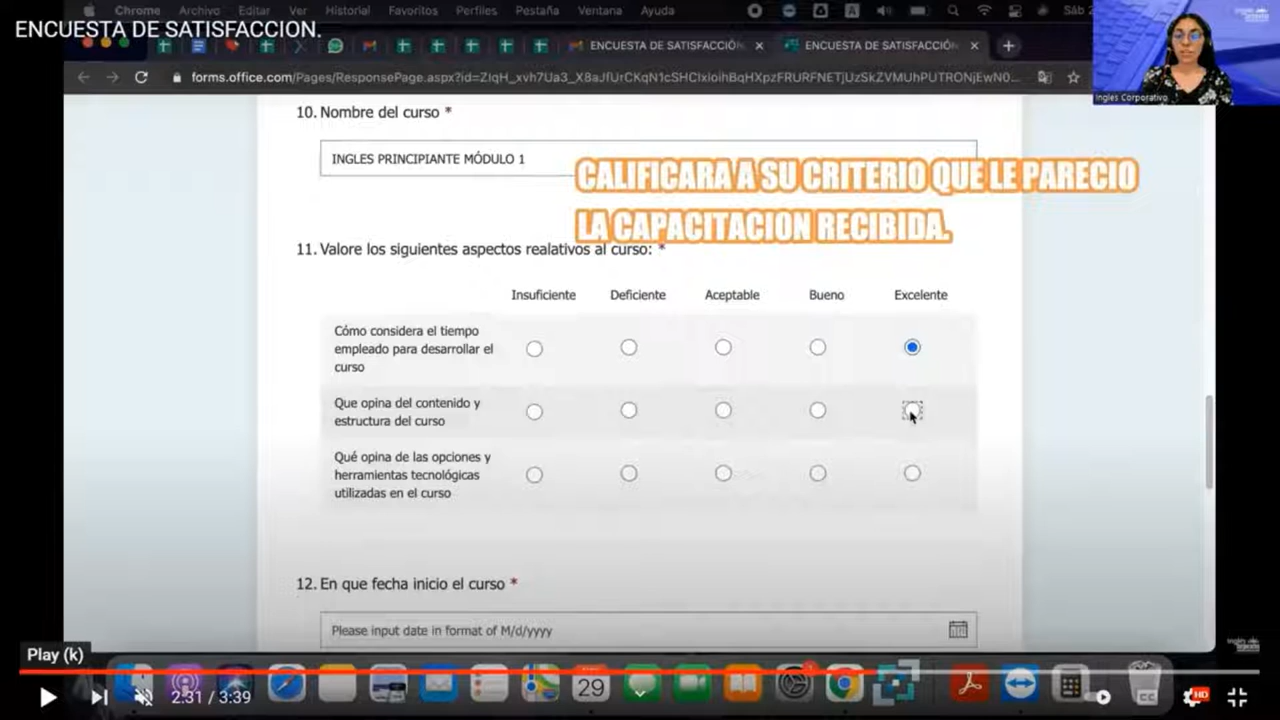 ENCUESTA DE SATISFACCION.
Chrome Archivo Editar Ver Historial Favoritos Perfiles Pestaña Ventana Ayuda
ENCUESTA DE SATISFACCIÓN
ENCUESTA DE SATISFACCIÓN
Ingles Corporativo
10. Nombre del curso *
INGLES PRINCIPIANTE MÓDULO 1
CALIFICARA A SU CRITERIO QUE LE PARECIO
LA CAPACITACION RECIBIDA.
11. Valore los siguientes aspectos realativos al curso: *
Insuficiente Deficiente Aceptable Bueno Excelente
Cómo considera el tiempo
empleado para desarrollar el
curso
Que opina del contenido y
estructura del curso
Qué opina de las opciones y
herramientas tecnológicas
utilizadas en el curso
12. En que fecha inicio el curso *
Please input date in format of M/d/yyyy
Play (k)
29
2:31 / 3:39
CC
HD